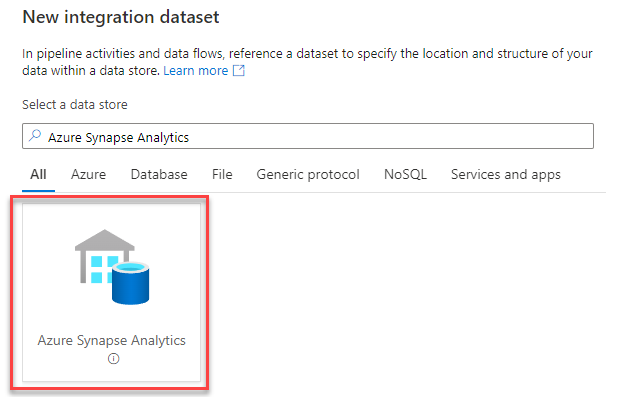 New integration dataset
In pipeline activities and data flows, reference a dataset to specify the location and structure of your
data within a data store. Learn more
Select a data store
Azure Synapse Analytics
All Azure Database File Generic protocol NoSQL Services and apps
Azure Synapse Analytics